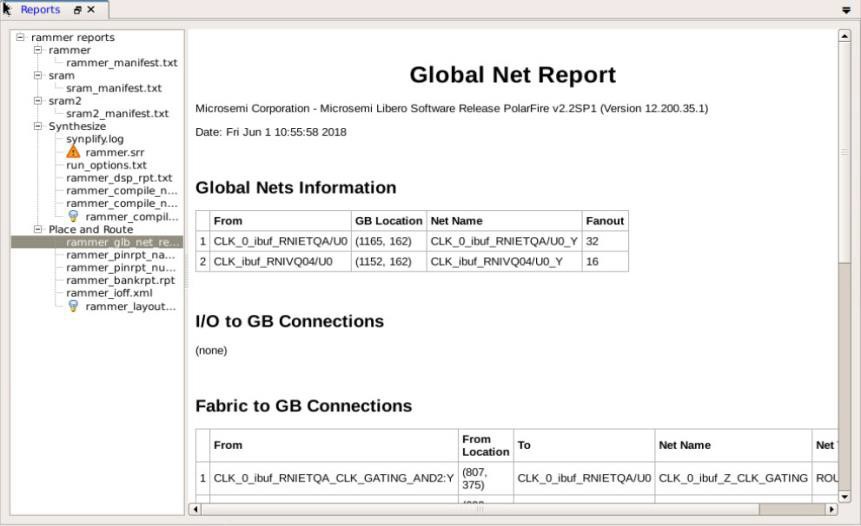 Reports
rammer reports
rammer
rammer_manifest.txt
sram
sram_manifest.txt
sram2
sram2_manifest.txt
Synthesize
synplify.log
rammer.srr
run_options.txt
rammer_dsp_rpt.txt
rammer_compile_n...
rammer_compile_n...
rammer_compil...
Place and Route
rammer_glb_net_re...
rammer_pinrpt_na...
rammer_pinrpt_nu...
rammer_bankrpt.rpt
rammer_ioff.xml
rammer_layout...
Global Net Report
Microsemi Corporation - Microsemi Libero Software Release PolarFire v2.2SP1 (Version 12.200.35.1)
Date: Fri Jun 1 10:55:58 2018
Global Nets Information
From GB Location Net Name Fanout
1 CLK_0_ibuf_RNIETQA/U0 (1165, 162) CLK_0_ibuf_RNIETQA/U0_Y 32
2 CLK_ibuf_RNIVQ04/U0 (1152, 162) CLK_ibuf_RNIVQ04/U0_Y 16
I/O to GB Connections
(none)
Fabric to GB Connections
From From Location To Net Name Net
1 CLK_0_ibuf_RNIETQA_CLK_GATING_AND2:Y (807, 375) CLK_0_ibuf_RNIETQA/U0 CLK_0_ibuf_Z_CLK_GATING ROU